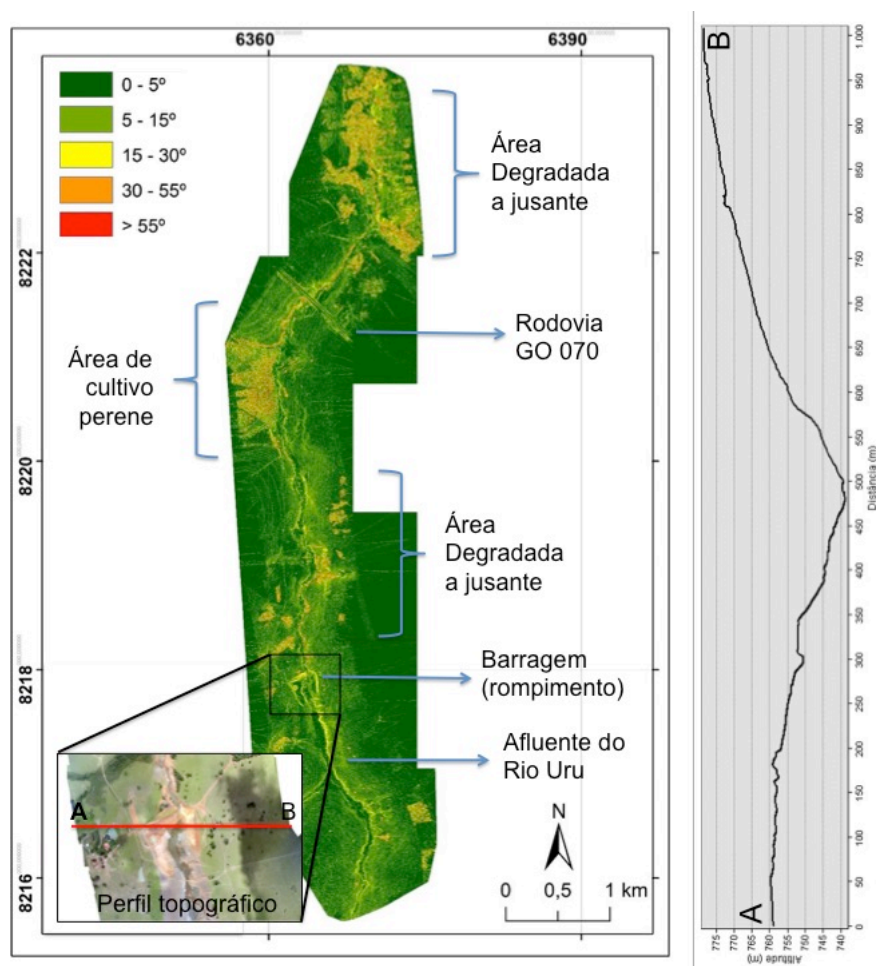 6360
6390
0 - 5º
5 - 15º
15 - 30º
30 - 55º
> 55º
Área
Degradada
a jusante
8222
Rodovia
GO 070
Área de
cultivo
perene
8220
Área
Degradada
a jusante
8218
Barragem
(rompimento)
Afluente do
Rio Uru
A
B
Perfil topográfico
8216
N
0
0,5
1 km
B
A
1.000
950
900
850
800
750
700
650
600
550
500
450
400
350
300
250
200
150
100
50
0
Distância (m)
775
770
765
760
755
750
745
740
Altitude (m)